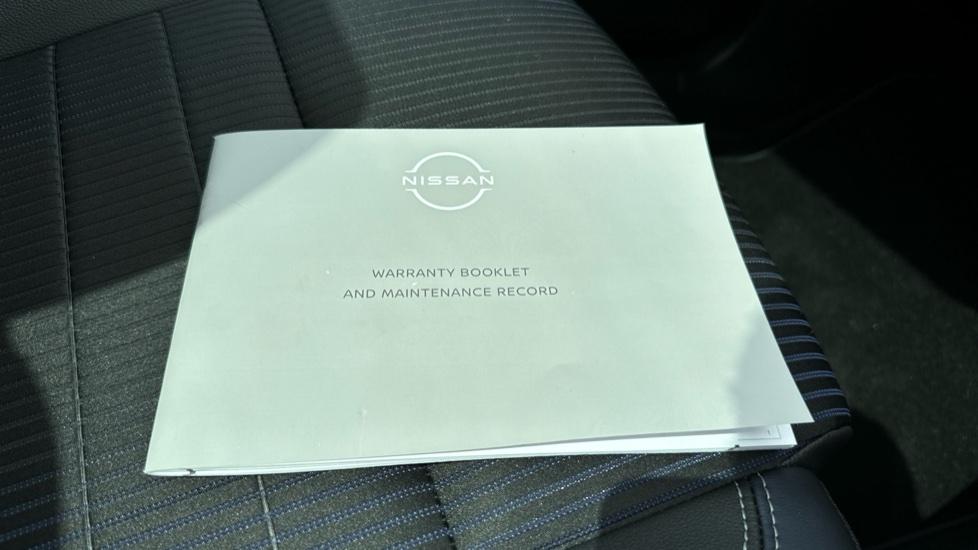 NISSAN
WARRANTY BOOKLET
AND MAINTENANCE RECORD